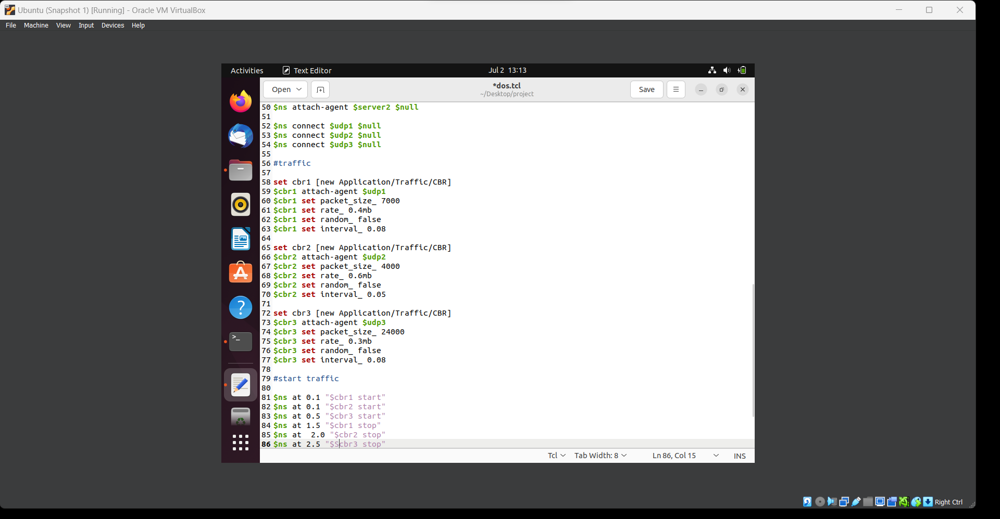 Ubuntu (Snapshot 1) [Running] - Oracle VM VirtualBox
File Machine View Input Devices Help
Activities Text Editor Jul 2 13:13
Open *dos.tcl Save
~/Desktop/project
50 $ns attach-agent $server2 $null
51
52 $ns connect $udp1 $null
53 $ns connect $udp2 $null
54 $ns connect $udp3 $null
55
56 #traffic
57
58 set cbr1 [new Application/Traffic/CBR]
59 $cbr1 attach-agent $udp1
60 $cbr1 set packet_size_ 7000
61 $cbr1 set rate_ 0.4mb
62 $cbr1 set random_ false
63 $cbr1 set interval_ 0.08
64
65 set cbr2 [new Application/Traffic/CBR]
66 $cbr2 attach-agent $udp2
67 $cbr2 set packet_size_ 4000
68 $cbr2 set rate_ 0.6mb
69 $cbr2 set random_ false
70 $cbr2 set interval_ 0.05
71
72 set cbr3 [new Application/Traffic/CBR]
73 $cbr3 attach-agent $udp3
74 $cbr3 set packet_size_ 24000
75 $cbr3 set rate_ 0.3mb
76 $cbr3 set random_ false
77 $cbr3 set interval_ 0.08
78
79 #start traffic
80
81 $ns at 0.1 "$cbr1 start"
82 $ns at 0.1 "$cbr2 start"
83 $ns at 0.5 "$cbr3 start"
84 $ns at 1.5 "$cbr1 stop"
85 $ns at  2.0 "$cbr2 stop"
86 $ns at 2.5 "$Scbr3 stop"
Tcl Tab Width: 8 Ln 86, Col 15 INS
Right Ctrl